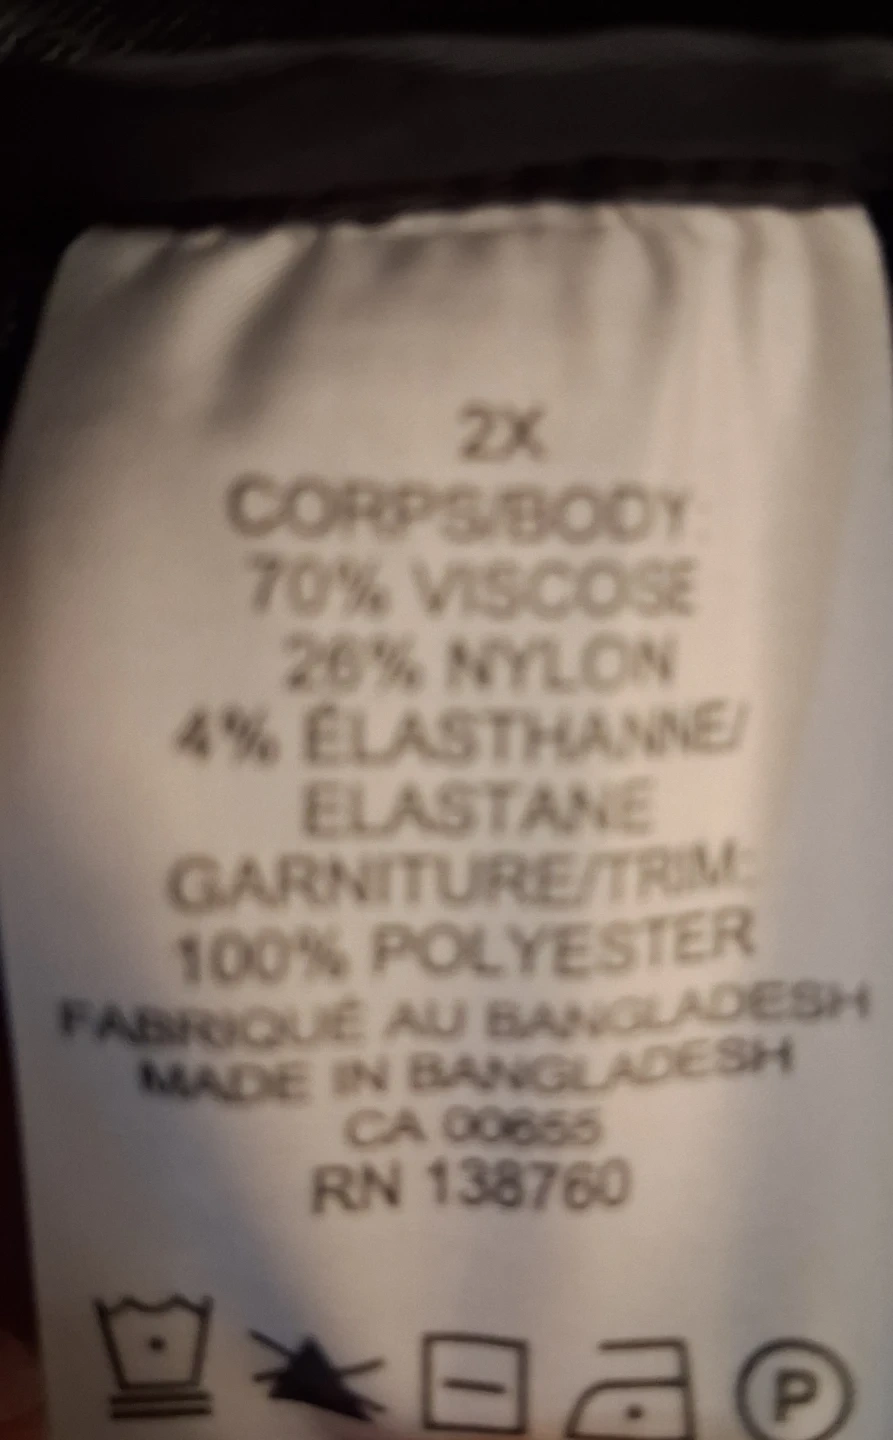 2X
CORPS/BODY:
70% VISCOSE
26% NYLON
4% ÉLASTHANNE/
ELASTANE
GARNITURE/TRIM:
100% POLYESTER
FABRIQUÉ AU BANGLADESH
MADE IN BANGLADESH
CA 00655
RN 138760
P